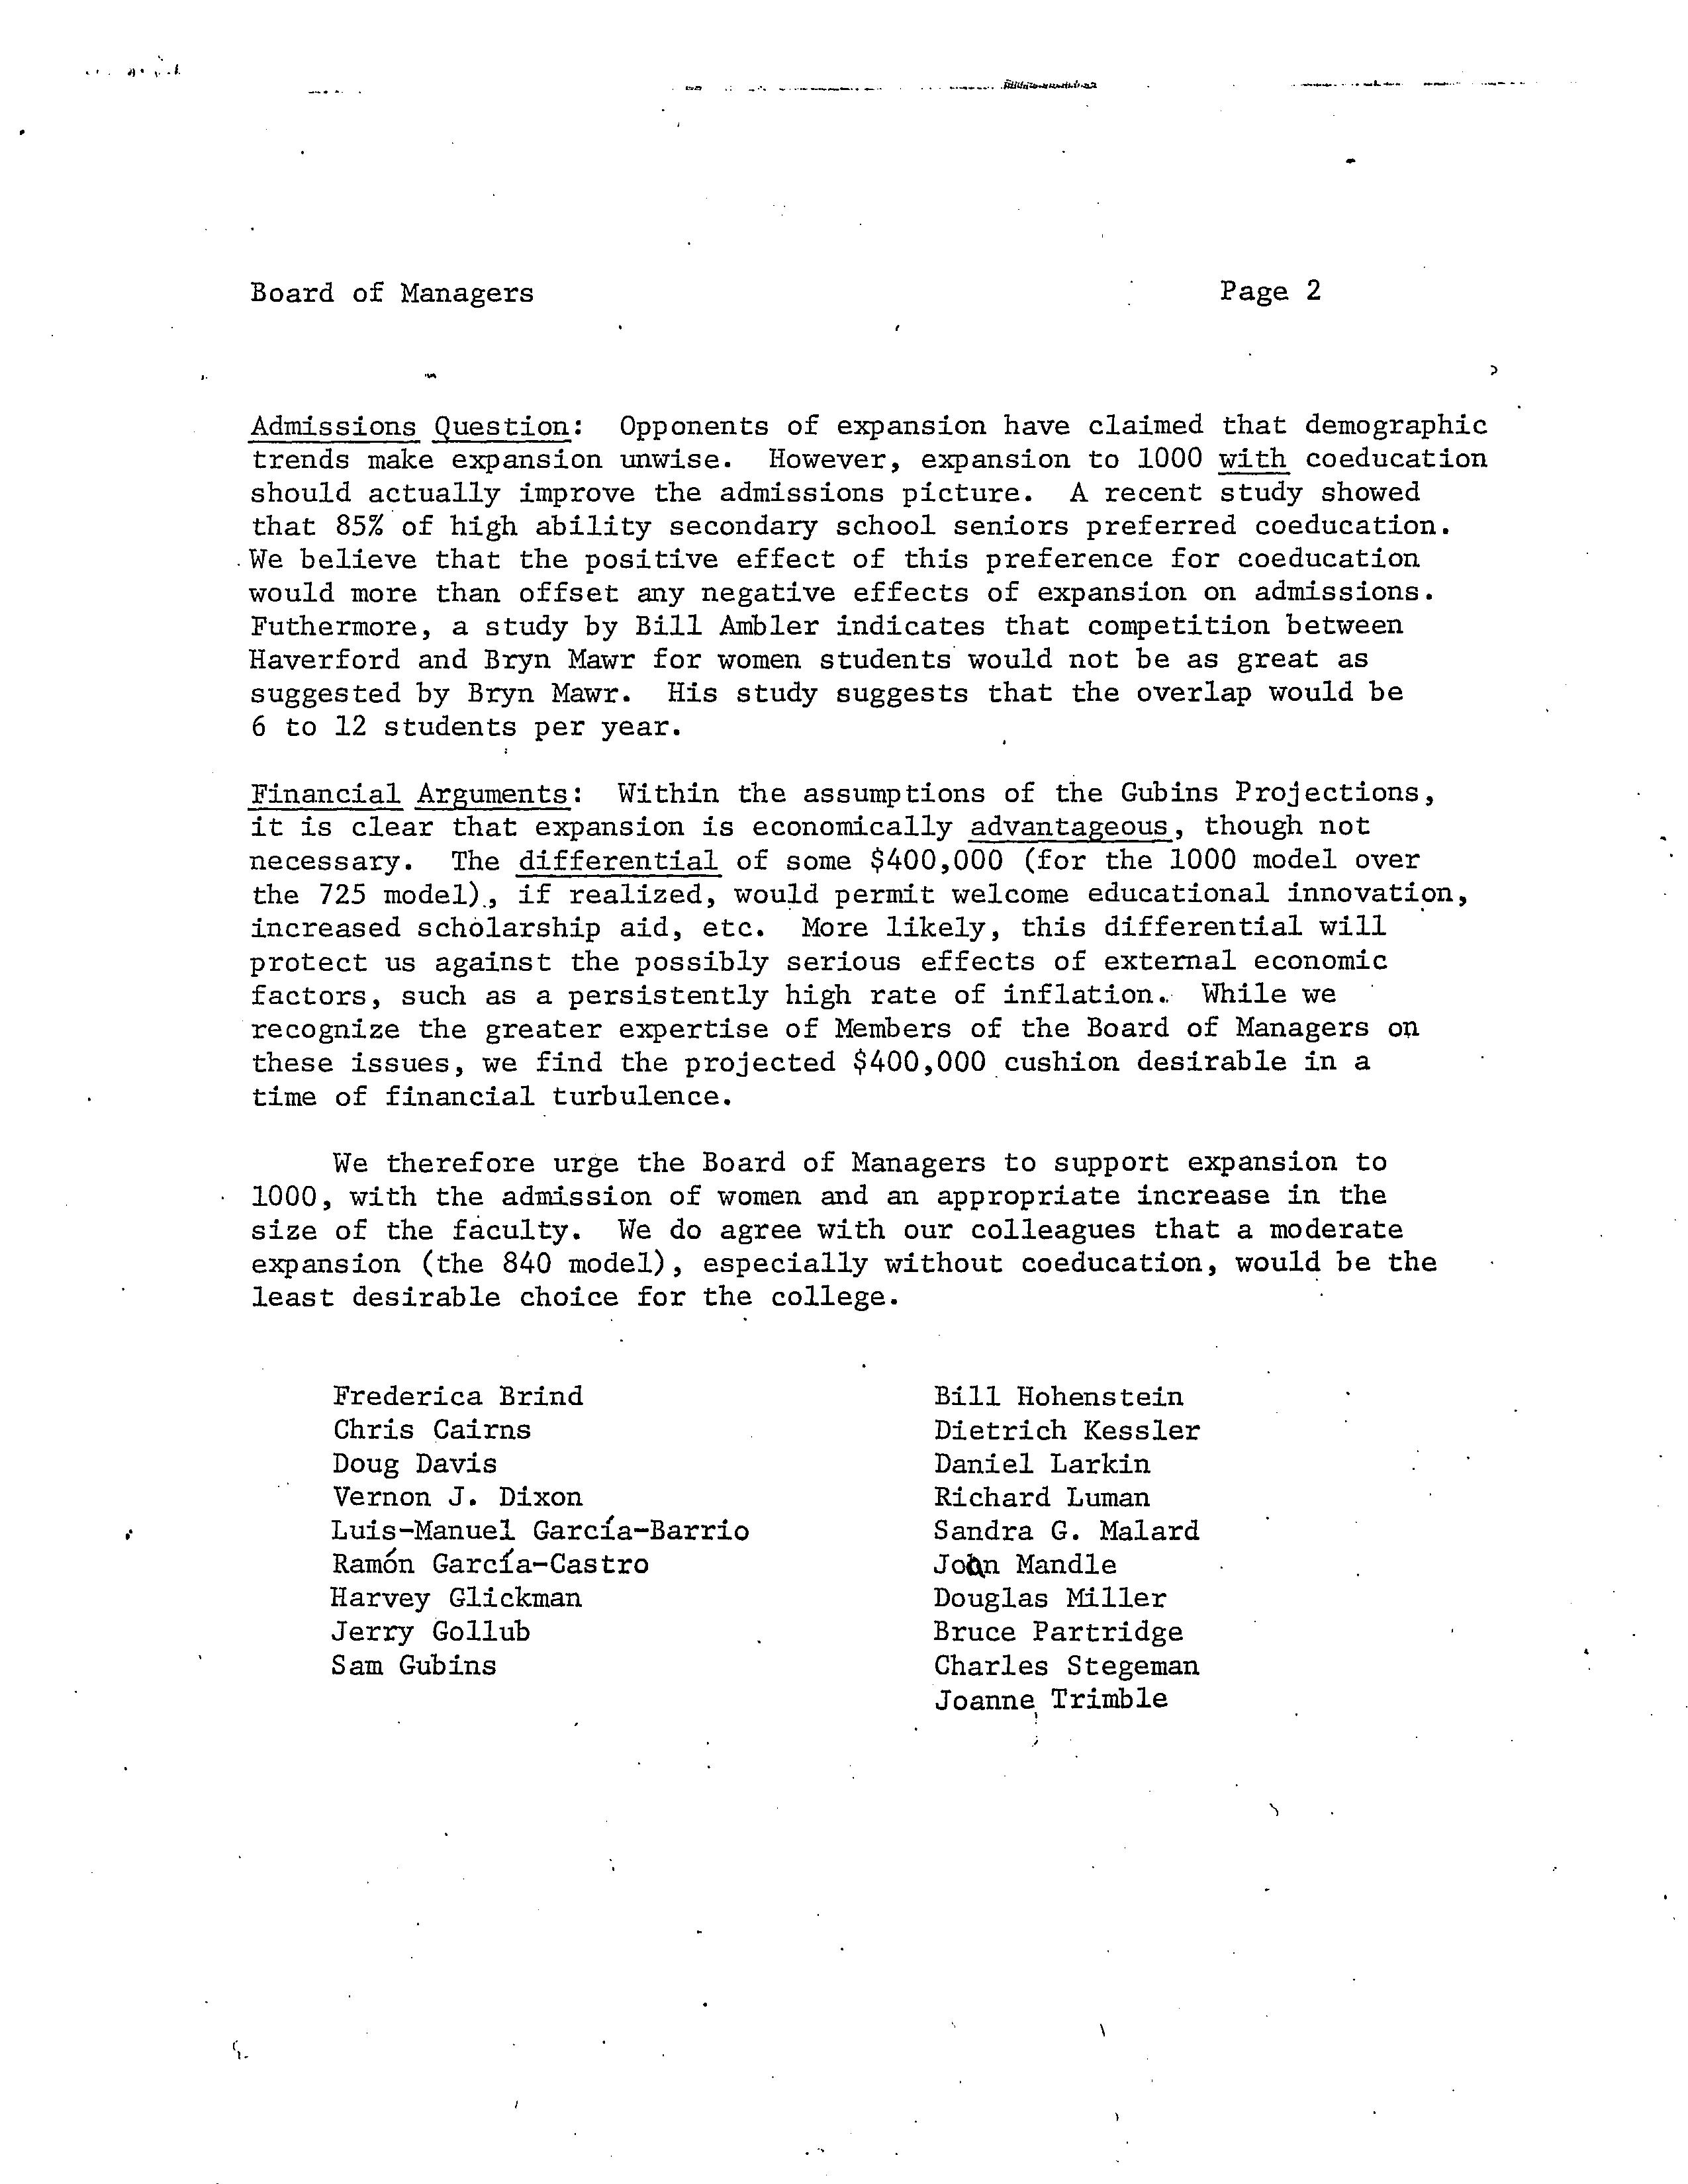 Board of Managers Page 2
Admissions Question: Opponents of expansion have claimed that demographic
trends make expansion unwise. However, expansion to 1000 with coeducation
should actually improve the admissions picture. A recent study showed
that 85% of high ability secondary school seniors preferred coeducation.
We believe that the positive effect of this preference for coeducation
would more than offset any negative effects of expansion on admissions.
Futhermore, a study by Bill Ambler indicates that competition between
Haverford and Bryn Mawr for women students would not be as great as
suggested by Bryn Mawr. His study suggests that the overlap would be
6 to 12 students per year.
Financial Arguments: Within the assumptions of the Gubins Projections,
it is clear that expansion is economically advantageous, though not
necessary. The differential of some $400,000 (for the 1000 model over
the 725 model), if realized, would permit welcome educational innovation,
increased scholarship aid, etc. More likely, this differential will
protect us against the possibly serious effects of external economic
factors, such as a persistently high rate of inflation. While we
recognize the greater expertise of Members of the Board of Managers on
these issues, we find the projected $400,000 cushion desirable in a
time of financial turbulence.
We therefore urge the Board of Managers to support expansion to
1000, with the admission of women and an appropriate increase in the
size of the faculty. We do agree with our colleagues that a moderate
expansion (the 840 model), especially without coeducation, would be the
least desirable choice for the college.
Frederica Brind
Chris Cairns
Doug Davis
Vernon J. Dixon
Luis-Manuel García-Barrio
Ramón García-Castro
Harvey Glickman
Jerry Gollub
Sam Gubins
Bill Hohenstein
Dietrich Kessler
Daniel Larkin
Richard Luman
Sandra G. Malard
Joan Mandle
Douglas Miller
Bruce Partridge
Charles Stegeman
Joanne Trimble